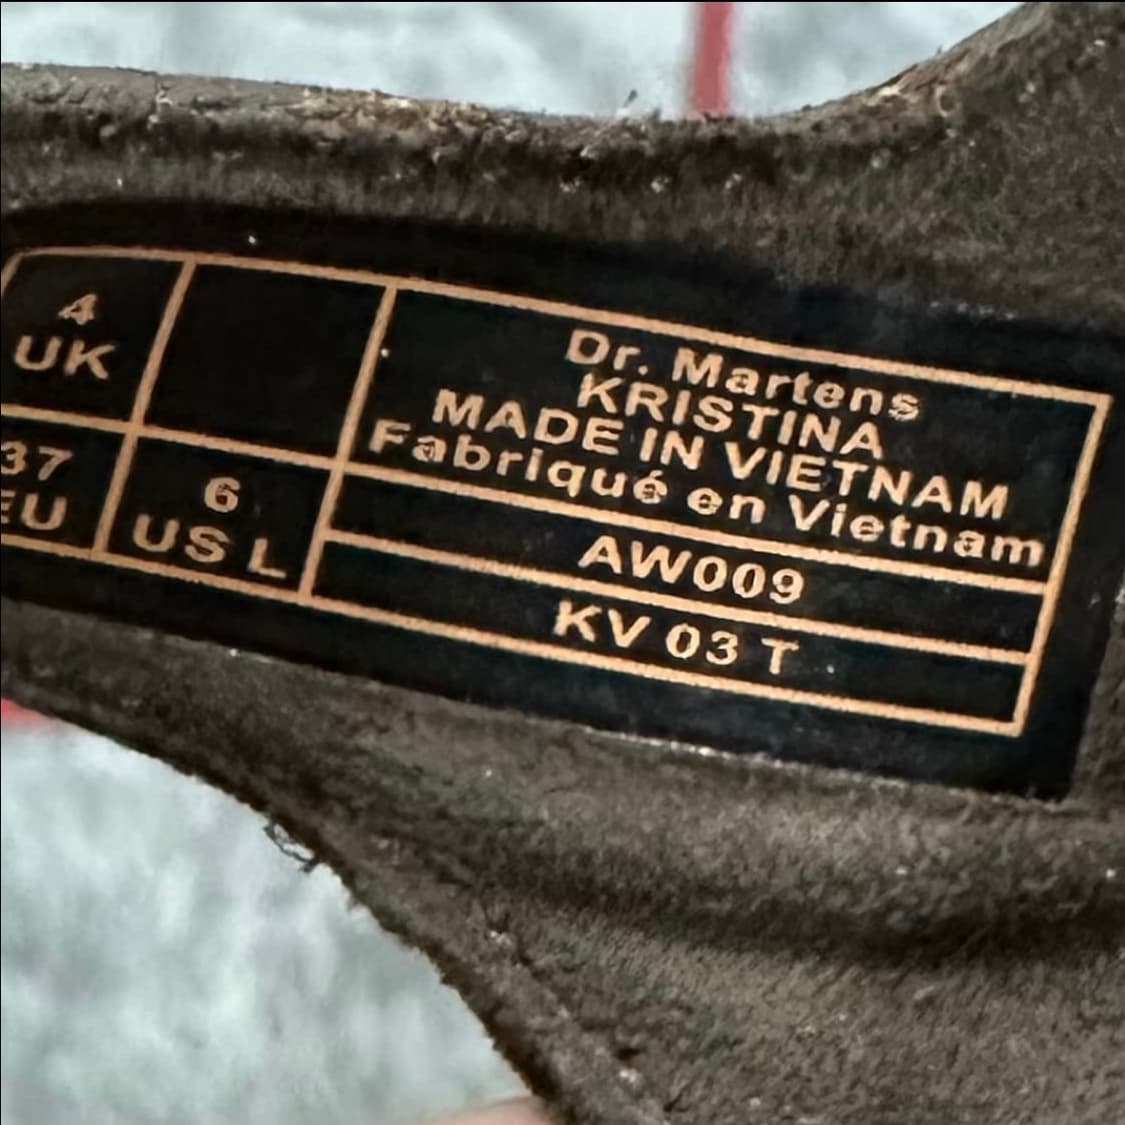 4
UK
37
EU
6
US L
Dr. Martens
KRISTINA
MADE IN VIETNAM
Fabriqué en Vietnam
AW009
KV 03 T